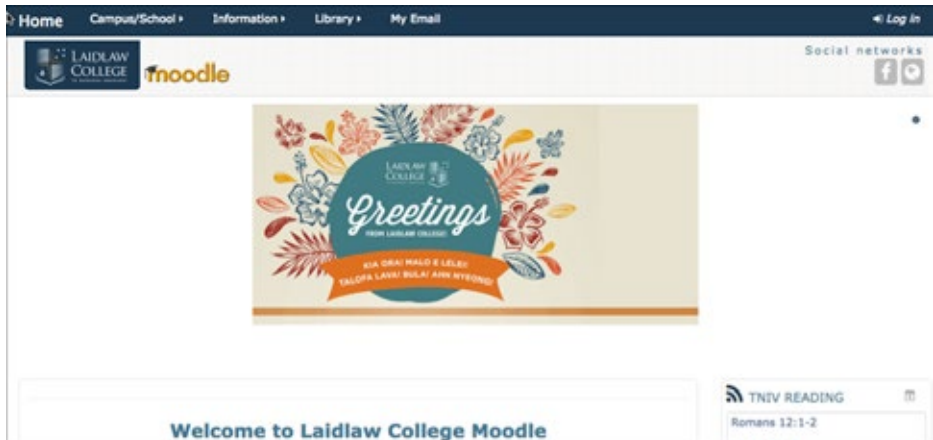 Home Campus/School Information Library My Email Log in
LAIDLAW
COLLEGE
moodle
Social networks
LAIDLAW
COLLEGE
Greetings
FROM LAIDLAW COLLEGE!
KIA ORA! MALO E LELEI!
TALOFA LAVA! BULA! ANN NYEONG!
TNIV READING
Romans 12:1-2
Welcome to Laidlaw College Moodle